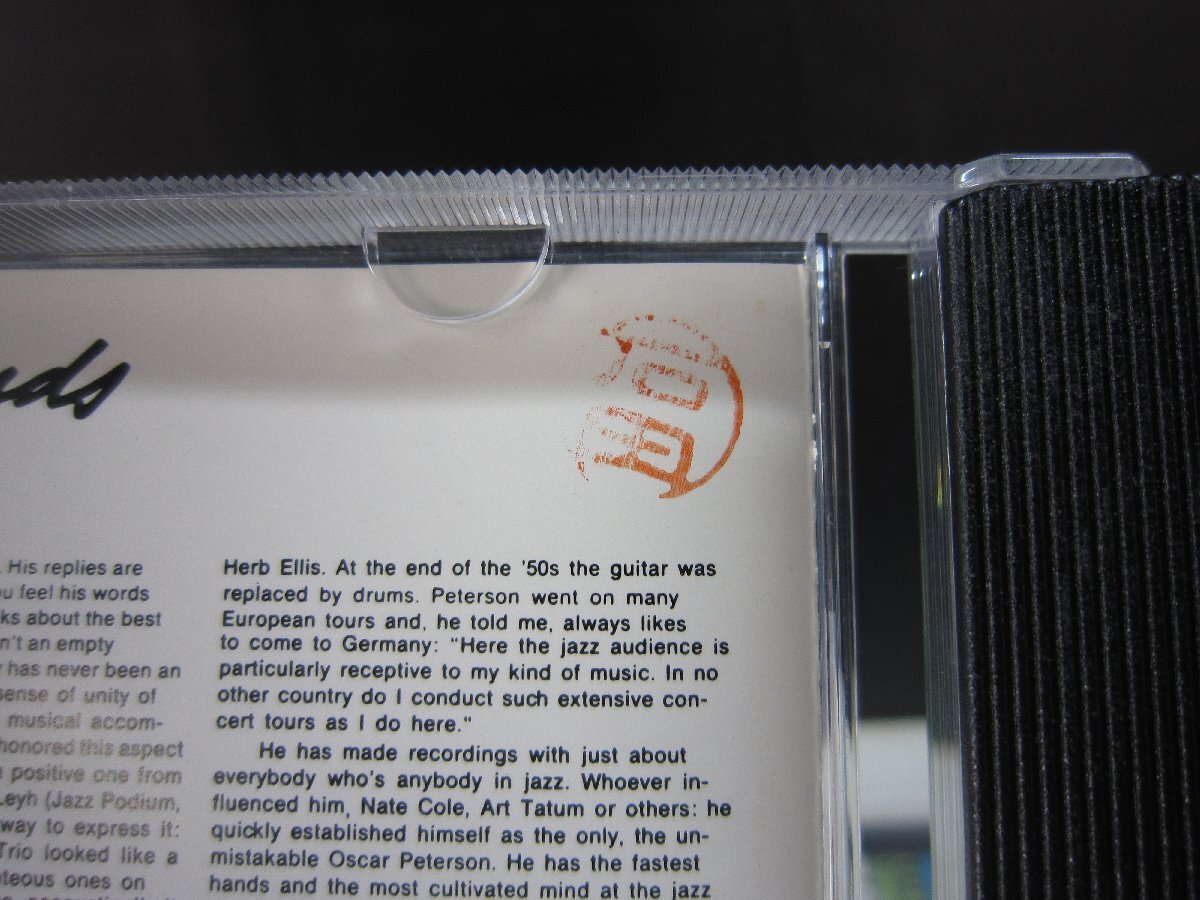 nds
. His replies are
ou feel his words
ks about the best
n't an empty
y has never been an
sense of unity of
musical accom-
honored this aspect
a positive one from
Leyh (Jazz Podium,
way to express it:
Trio looked like a
teous ones on
Herb Ellis. At the end of the '50s the guitar was
replaced by drums. Peterson went on many
European tours and, he told me, always likes
to come to Germany: "Here the jazz audience is
particularly receptive to my kind of music. In no
other country do I conduct such extensive con-
cert tours as I do here."
He has made recordings with just about
everybody who's anybody in jazz. Whoever in-
fluenced him, Nate Cole, Art Tatum or others: he
quickly established himself as the only, the un-
mistakable Oscar Peterson. He has the fastest
hands and the most cultivated mind at the jazz